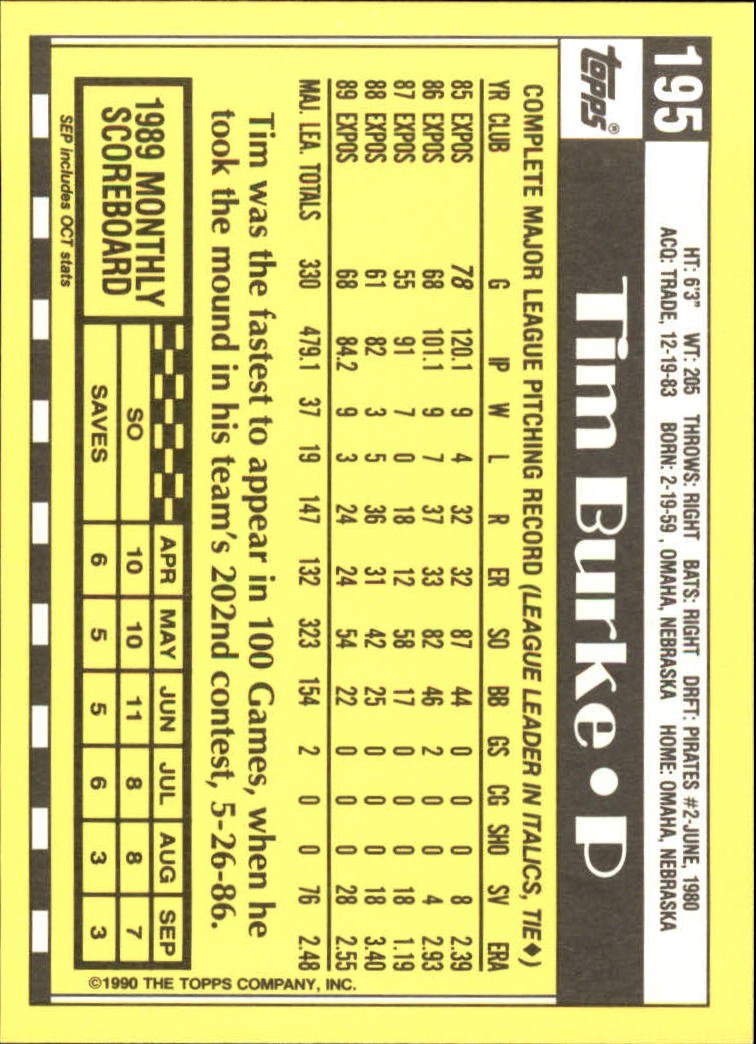 195
topps®
HT: 6'3" WT: 205 THROWS: RIGHT BATS: RIGHT DRFT: PIRATES #2-JUNE, 1980
ACQ: TRADE, 12-19-83 BORN: 2-19-59, OMAHA, NEBRASKA HOME: OMAHA, NEBRASKA
Tim Burke • P
COMPLETE MAJOR LEAGUE PITCHING RECORD (LEAGUE LEADER IN ITALICS, TIE♦)
YR CLUB G IP W L R ER SO BB GS CG SHO SV ERA
85 EXPOS 78 120.1 9 4 32 32 87 44 0 0 0 8 2.39
86 EXPOS 68 101.1 9 7 37 33 82 46 2 0 0 4 2.93
87 EXPOS 55 91 7 0 18 12 58 17 0 0 0 18 1.19
88 EXPOS 61 82 3 5 36 31 42 25 0 0 0 18 3.40
89 EXPOS 68 84.2 9 3 24 24 54 22 0 0 0 28 2.55
MAJ. LEA. TOTALS 330 479.1 37 19 147 132 323 154 2 0 0 76 2.48
Tim was the fastest to appear in 100 Games, when he
took the mound in his team's 202nd contest, 5-26-86.
1989 MONTHLY
SCOREBOARD
APR MAY JUN JUL AUG SEP
SO 10 10 11 8 8 7
SAVES 6 5 5 6 3 3
SEP includes OCT stats
©1990 THE TOPPS COMPANY, INC.